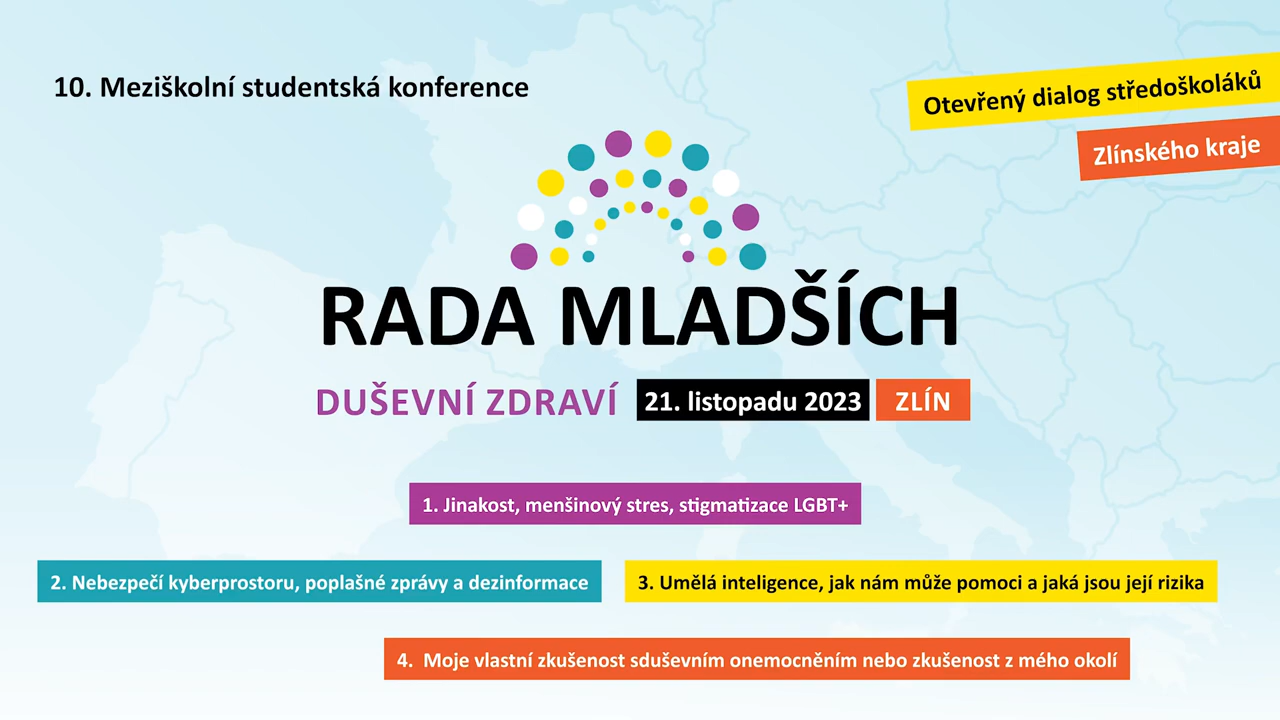 10. Meziškolní studentská konference
Otevřený dialog středoškoláků
Zlínského kraje
RADA MLADŠÍCH
DUŠEVNÍ ZDRAVÍ 21. listopadu 2023 ZLÍN
1. Jinakost, menšinový stres, stigmatizace LGBT+
2. Nebezpečí kyberprostoru, poplašné zprávy a dezinformace
3. Umělá inteligence, jak nám může pomoci a jaká jsou její rizika
4. Moje vlastní zkušenost sduševním onemocněním nebo zkušenost z mého okolí